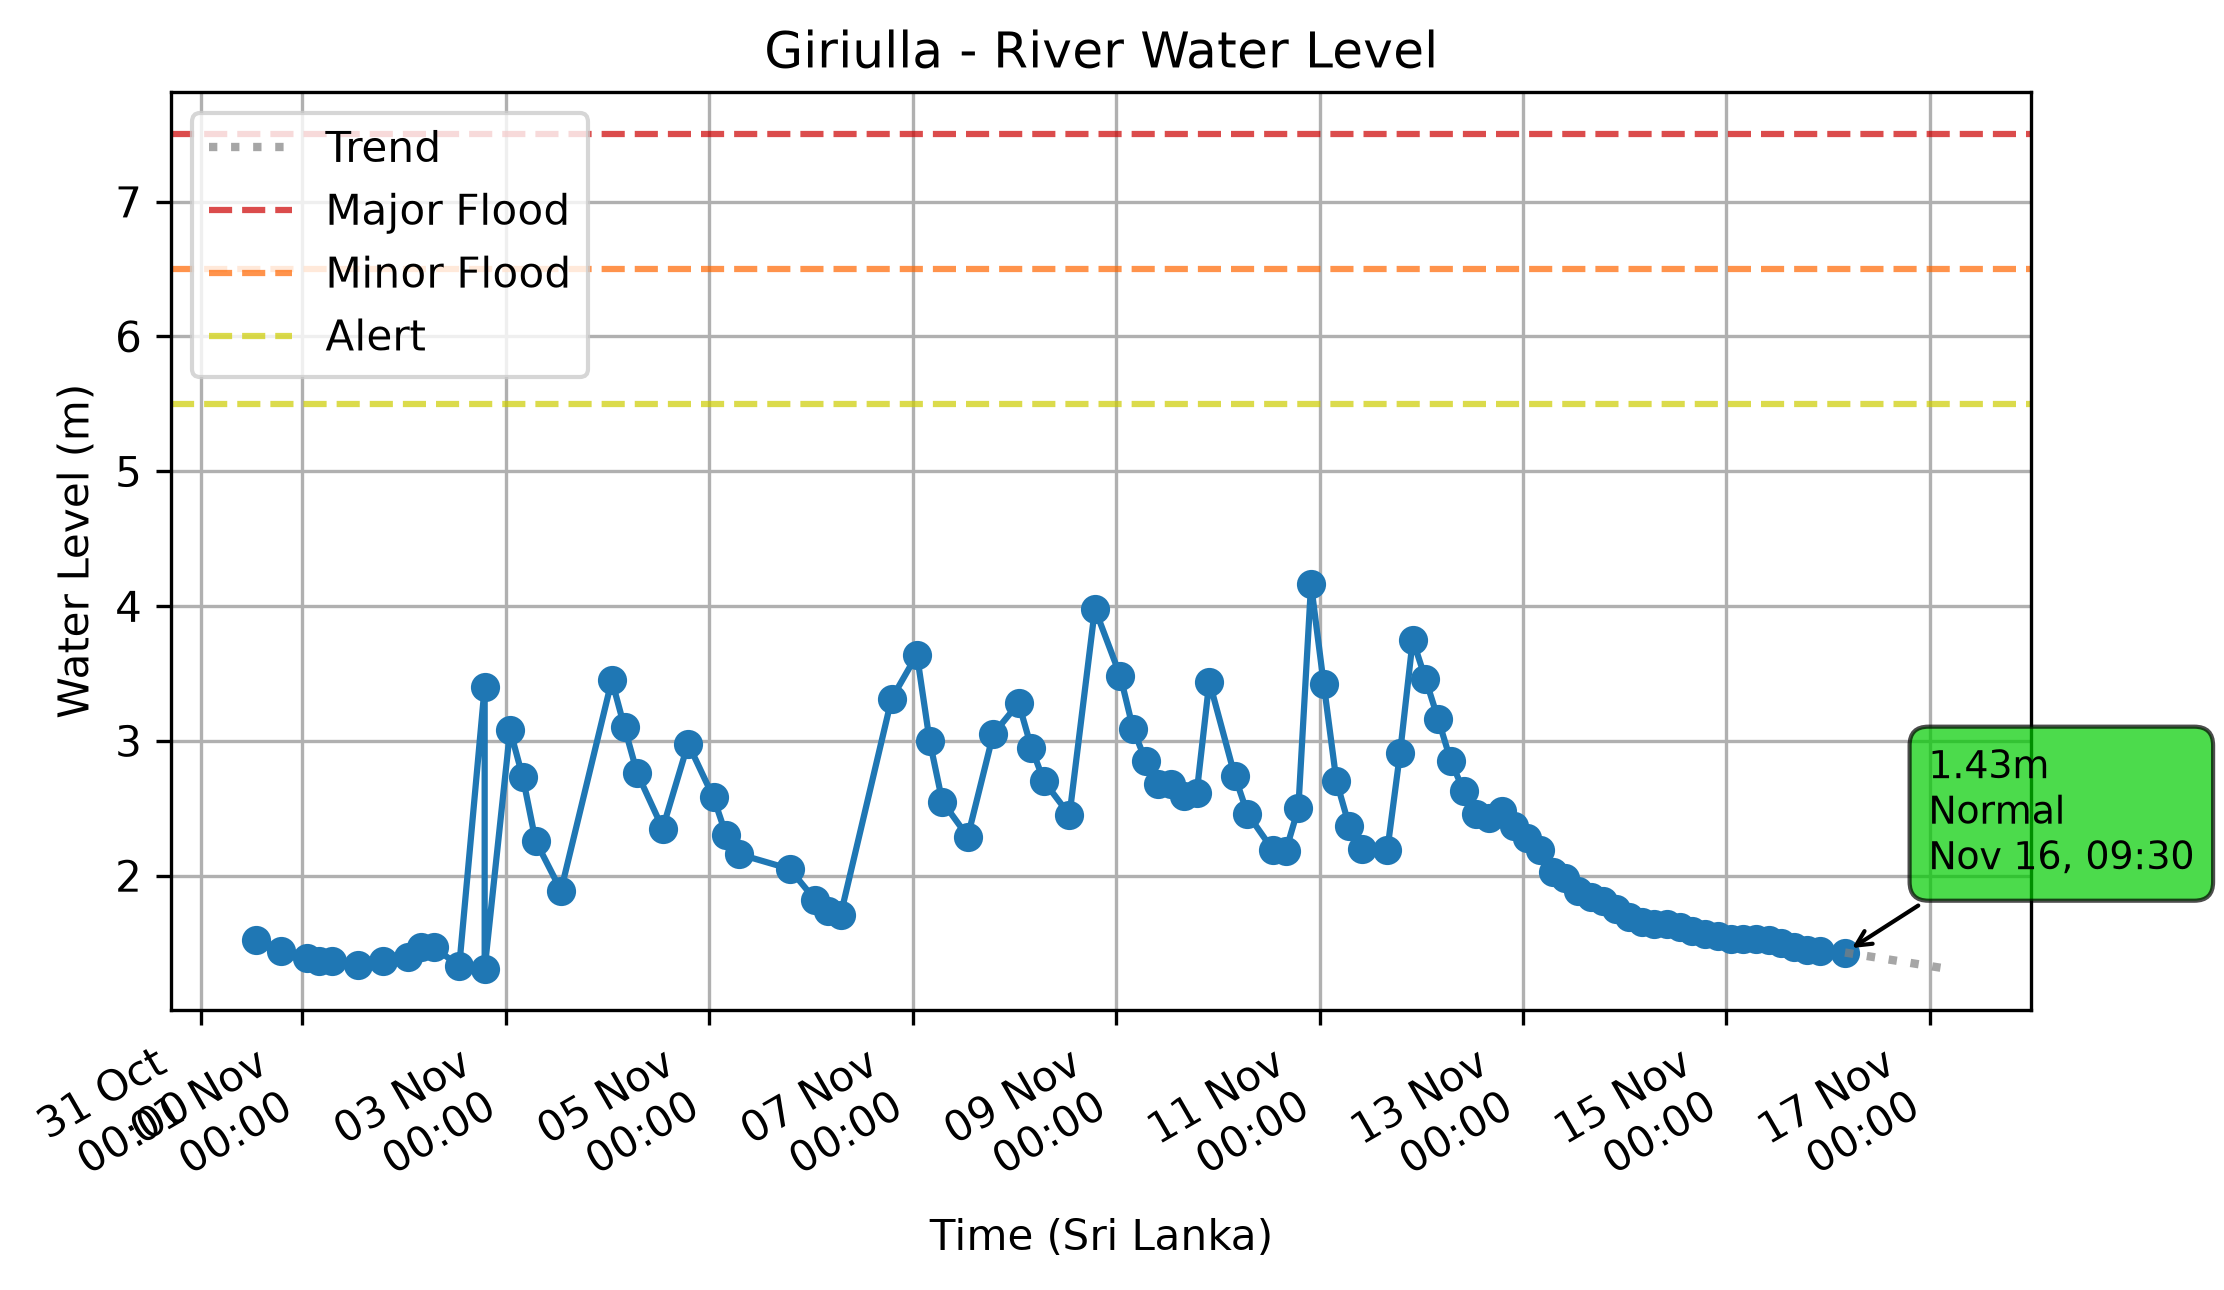 Giriulla - River Water Level
Trend
Major Flood
Minor Flood
Alert
Water Level (m)
7
6
5
4
3
2
1.43m
Normal
Nov 16, 09:30
31 Oct
00:00
01 Nov
00:00
03 Nov
00:00
05 Nov
00:00
07 Nov
00:00
09 Nov
00:00
11 Nov
00:00
13 Nov
00:00
15 Nov
00:00
17 Nov
00:00
Time (Sri Lanka)